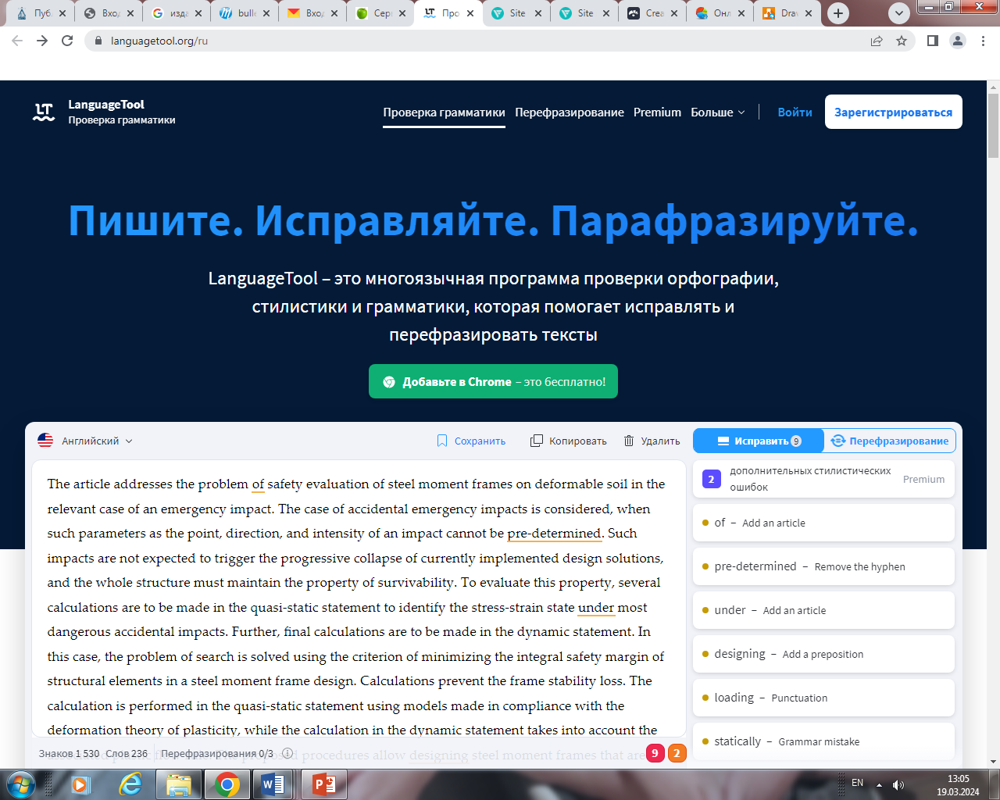 Пуб
Вход
изда
bulle
Вход
Сер
Про
Site
Site
Crea
Онл
Draw
languagetool.org/ru
LT
LanguageTool
Проверка грамматики
Проверка грамматики Перефразирование Premium Больше Войти Зарегистрироваться
Пишите. Исправляйте. Парафразируйте.
LanguageTool – это многоязычная программа проверки орфографии,
стилистики и грамматики, которая помогает исправлять и
перефразировать тексты
Добавьте в Chrome – это бесплатно!
Английский Сохранить Копировать Удалить
Исправить 9 Перефразирование
The article addresses the problem of safety evaluation of steel moment frames on deformable soil in the
relevant case of an emergency impact. The case of accidental emergency impacts is considered, when
such parameters as the point, direction, and intensity of an impact cannot be pre-determined. Such
impacts are not expected to trigger the progressive collapse of currently implemented design solutions,
and the whole structure must maintain the property of survivability. To evaluate this property, several
calculations are to be made in the quasi-static statement to identify the stress-strain state under most
dangerous accidental impacts. Further, final calculations are to be made in the dynamic statement. In
this case, the problem of search is solved using the criterion of minimizing the integral safety margin of
structural elements in a steel moment frame design. Calculations prevent the frame stability loss. The
calculation is performed in the quasi-static statement using models made in compliance with the
deformation theory of plasticity, while the calculation in the dynamic statement takes into account the
procedures allow designing steel moment frames that are
Знаков 1 530 Слов 236 Перефразирования 0/3
9 2
2 дополнительных стилистических
ошибок
Premium
of – Add an article
pre-determined – Remove the hyphen
under – Add an article
designing – Add a preposition
loading – Punctuation
statically – Grammar mistake
EN
13:05
19.03.2024